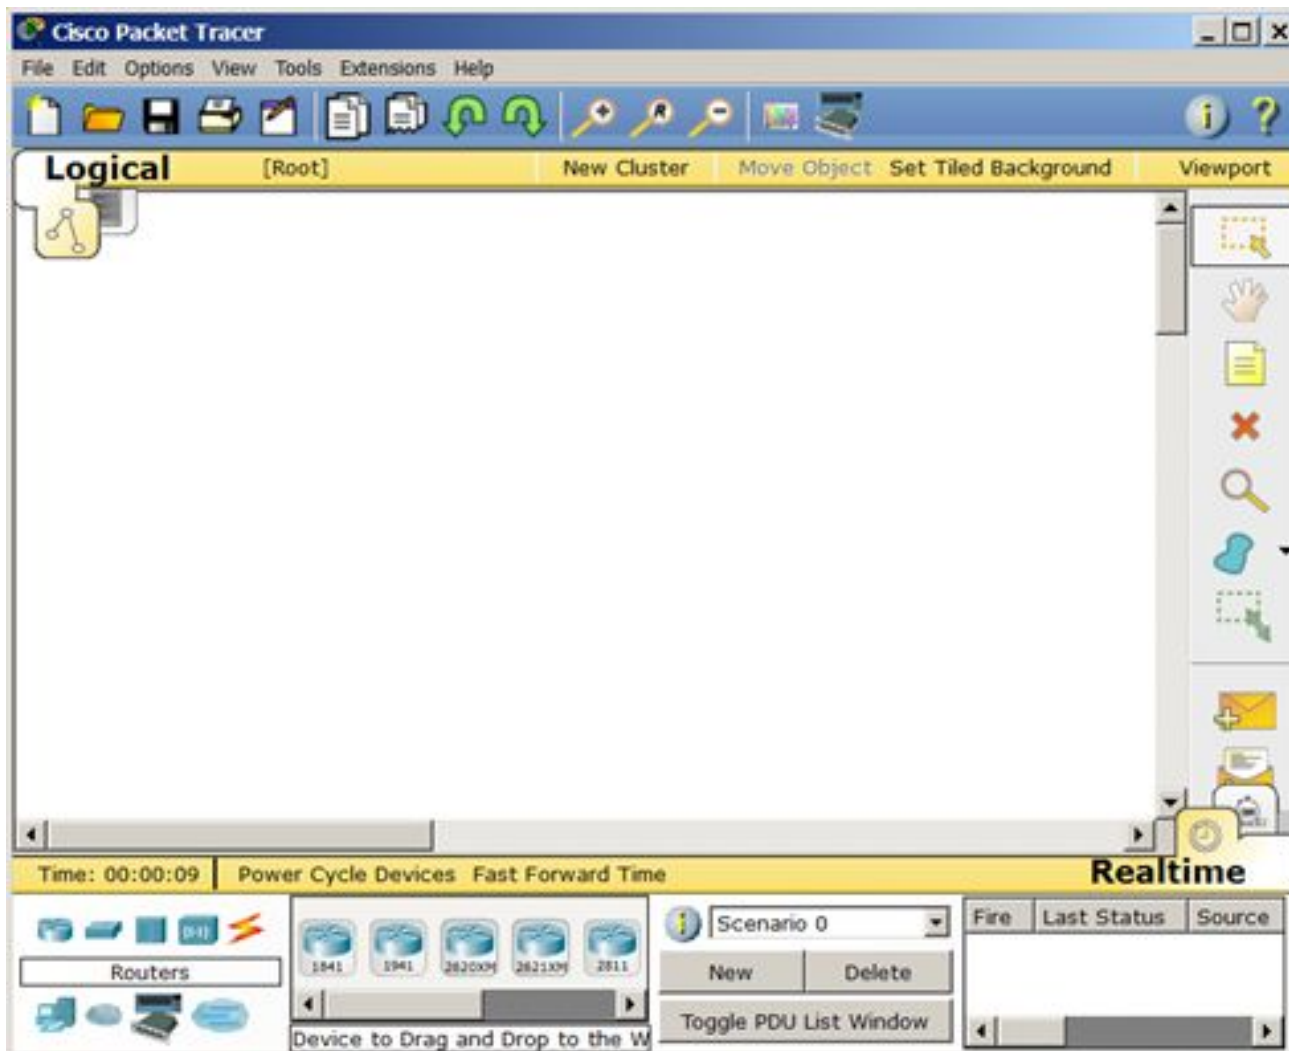 Cisco Packet Tracer
File Edit Options View Tools Extensions Help
Logical [Root] New Cluster Move Object Set Tiled Background Viewport
Time: 00:00:09 Power Cycle Devices Fast Forward Time Realtime
Routers
1841 1941 2620XM 2621XM 2811
Device to Drag and Drop to the W
Scenario 0
New Delete
Toggle PDU List Window
Fire Last Status Source